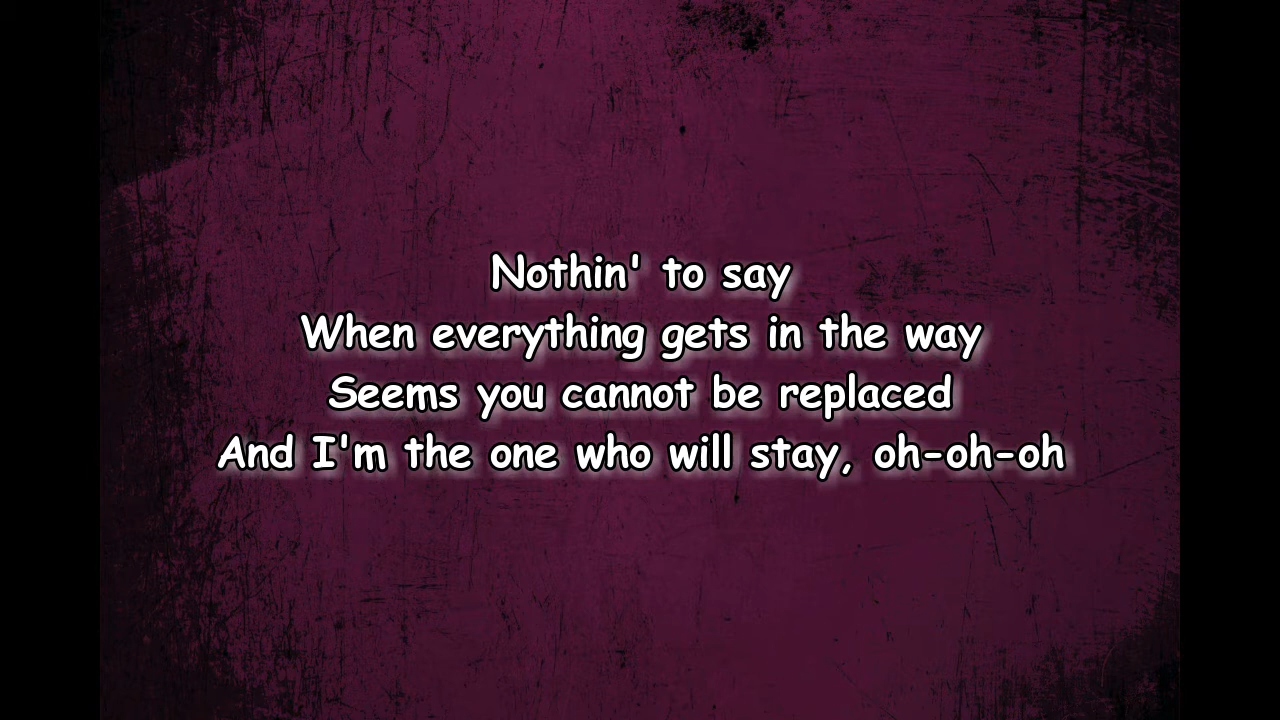 Nothin' to say
When everything gets in the way
Seems you cannot be replaced
And I'm the one who will stay, oh-oh-oh